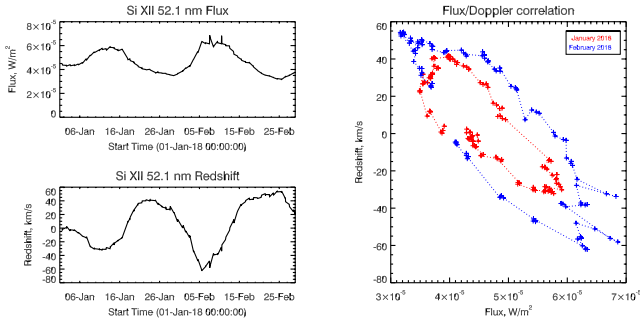 Si XII 52.1 nm Flux
Flux, W/m²
8×10⁻⁵
6×10⁻⁵
4×10⁻⁵
2×10⁻⁵
0
06-Jan 16-Jan 26-Jan 05-Feb 15-Feb 25-Feb
Start Time (01-Jan-18 00:00:00)
Si XII 52.1 nm Redshift
Redshift, km/s
60
40
20
0
-20
-40
-60
-80
06-Jan 16-Jan 26-Jan 05-Feb 15-Feb 25-Feb
Start Time (01-Jan-18 00:00:00)
Flux/Doppler correlation
January 2018
February 2018
Redshift, km/s
60
40
20
0
-20
-40
-60
-80
3×10⁻⁵ 4×10⁻⁵ 5×10⁻⁵ 6×10⁻⁵ 7×10⁻⁵
Flux, W/m²